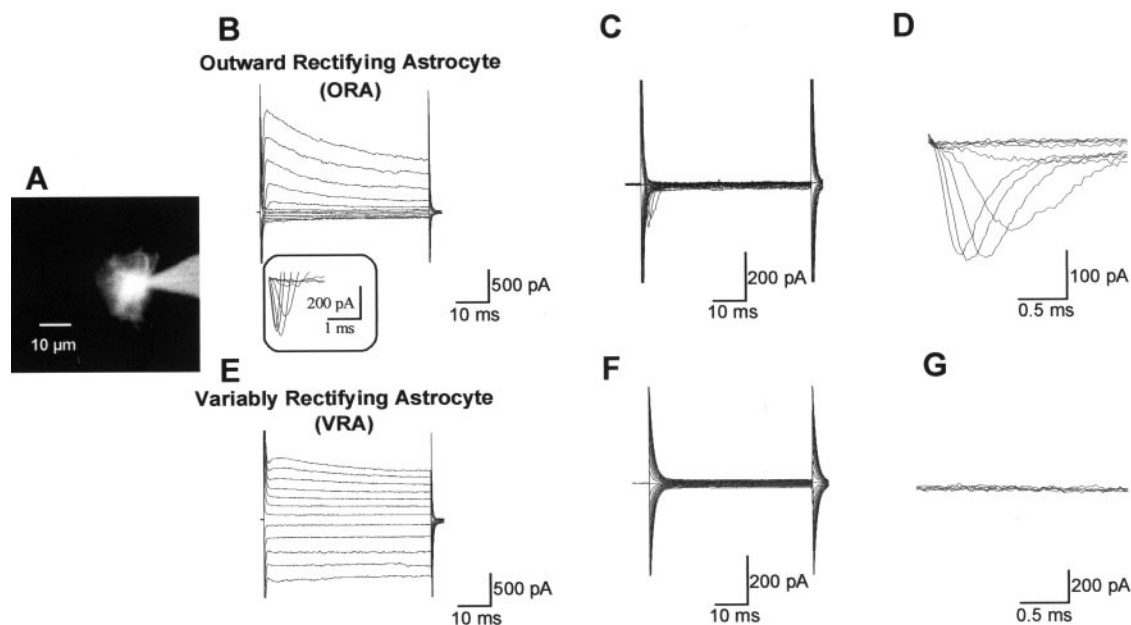 A
10 µm
B
Outward Rectifying Astrocyte
(ORA)
500 pA
10 ms
200 pA
1 ms
C
200 pA
10 ms
D
100 pA
0.5 ms
E
Variably Rectifying Astrocyte
(VRA)
500 pA
10 ms
F
200 pA
10 ms
G
200 pA
0.5 ms